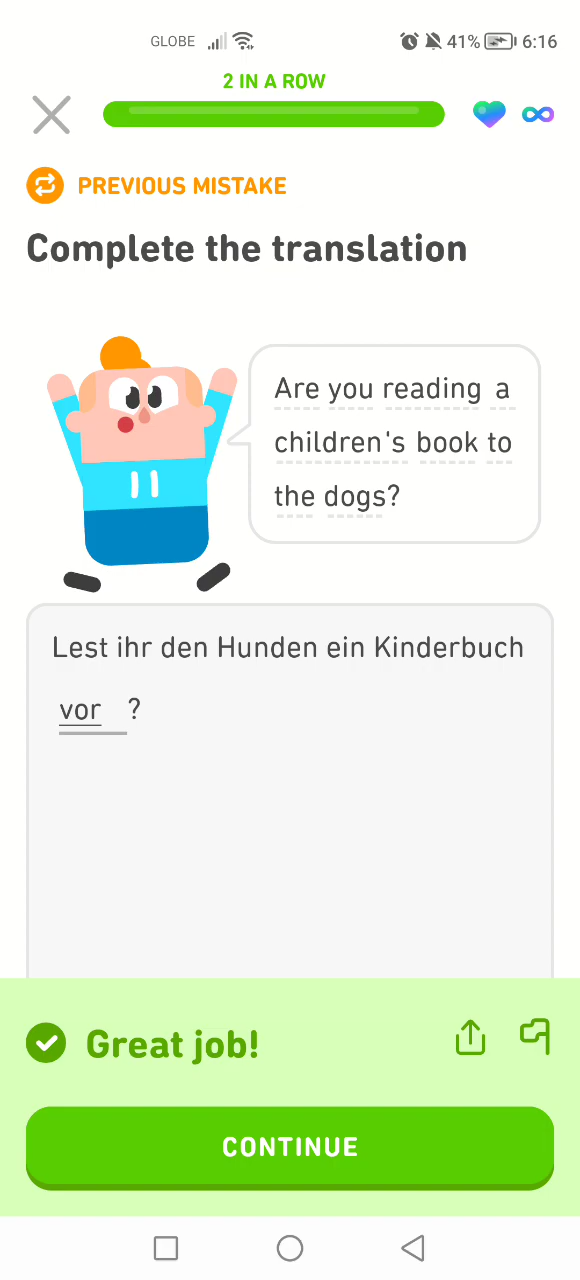 GLOBE 41% 6:16
2 IN A ROW
PREVIOUS MISTAKE
Complete the translation
Are you reading a
children's book to
the dogs?
Lest ihr den Hunden ein Kinderbuch
vor ?
Great job!
CONTINUE